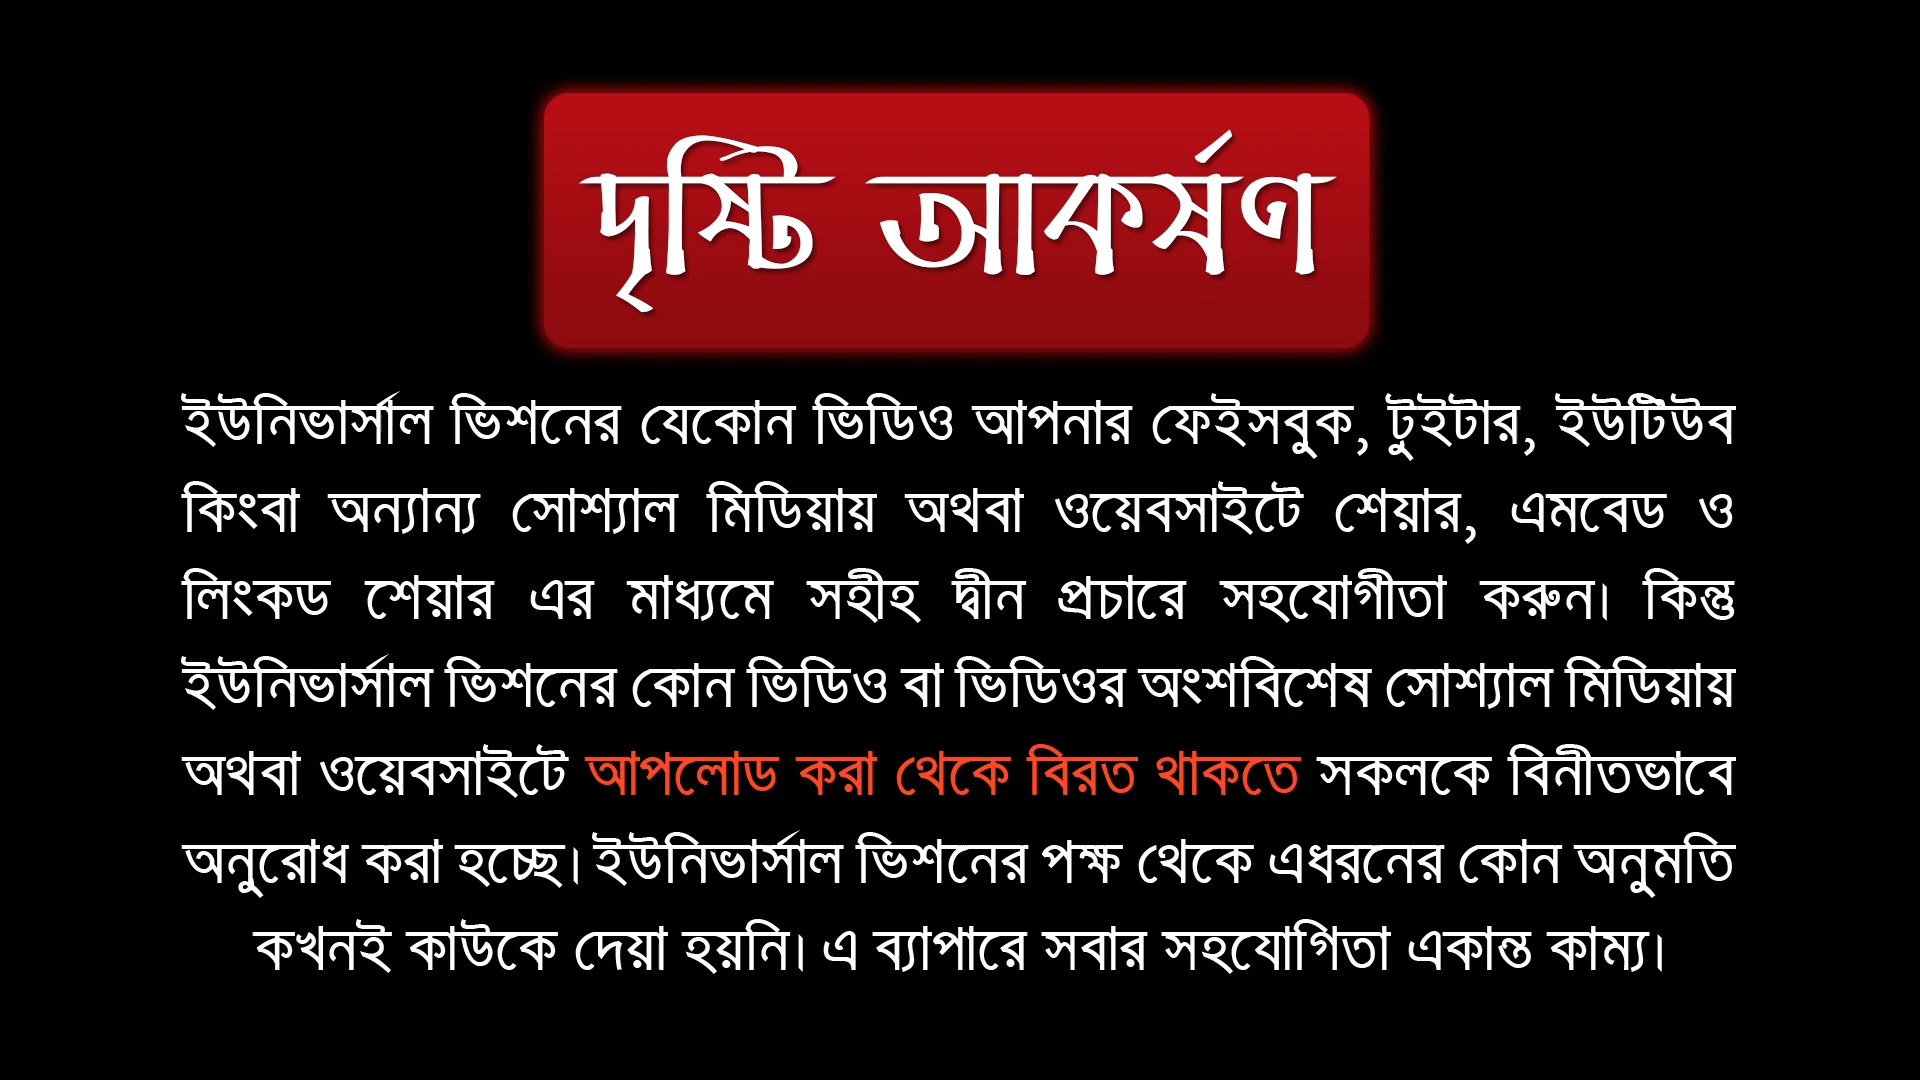 দৃষ্টি আকর্ষণ
ইউনিভার্সাল ভিশনের যেকোন ভিডিও আপনার ফেইসবুক, টুইটার, ইউটিউব
কিংবা অন্যান্য সোশ্যাল মিডিয়ায় অথবা ওয়েবসাইটে শেয়ার, এমবেড ও
লিংকড শেয়ার এর মাধ্যমে সহীহ দ্বীন প্রচারে সহযোগীতা করুন। কিন্তু
ইউনিভার্সাল ভিশনের কোন ভিডিও বা ভিডিওর অংশবিশেষ সোশ্যাল মিডিয়ায়
অথবা ওয়েবসাইটে আপলোড করা থেকে বিরত থাকতে সকলকে বিনীতভাবে
অনুরোধ করা হচ্ছে। ইউনিভার্সাল ভিশনের পক্ষ থেকে এধরনের কোন অনুমতি
কখনই কাউকে দেয়া হয়নি। এ ব্যাপারে সবার সহযোগিতা একান্ত কাম্য।